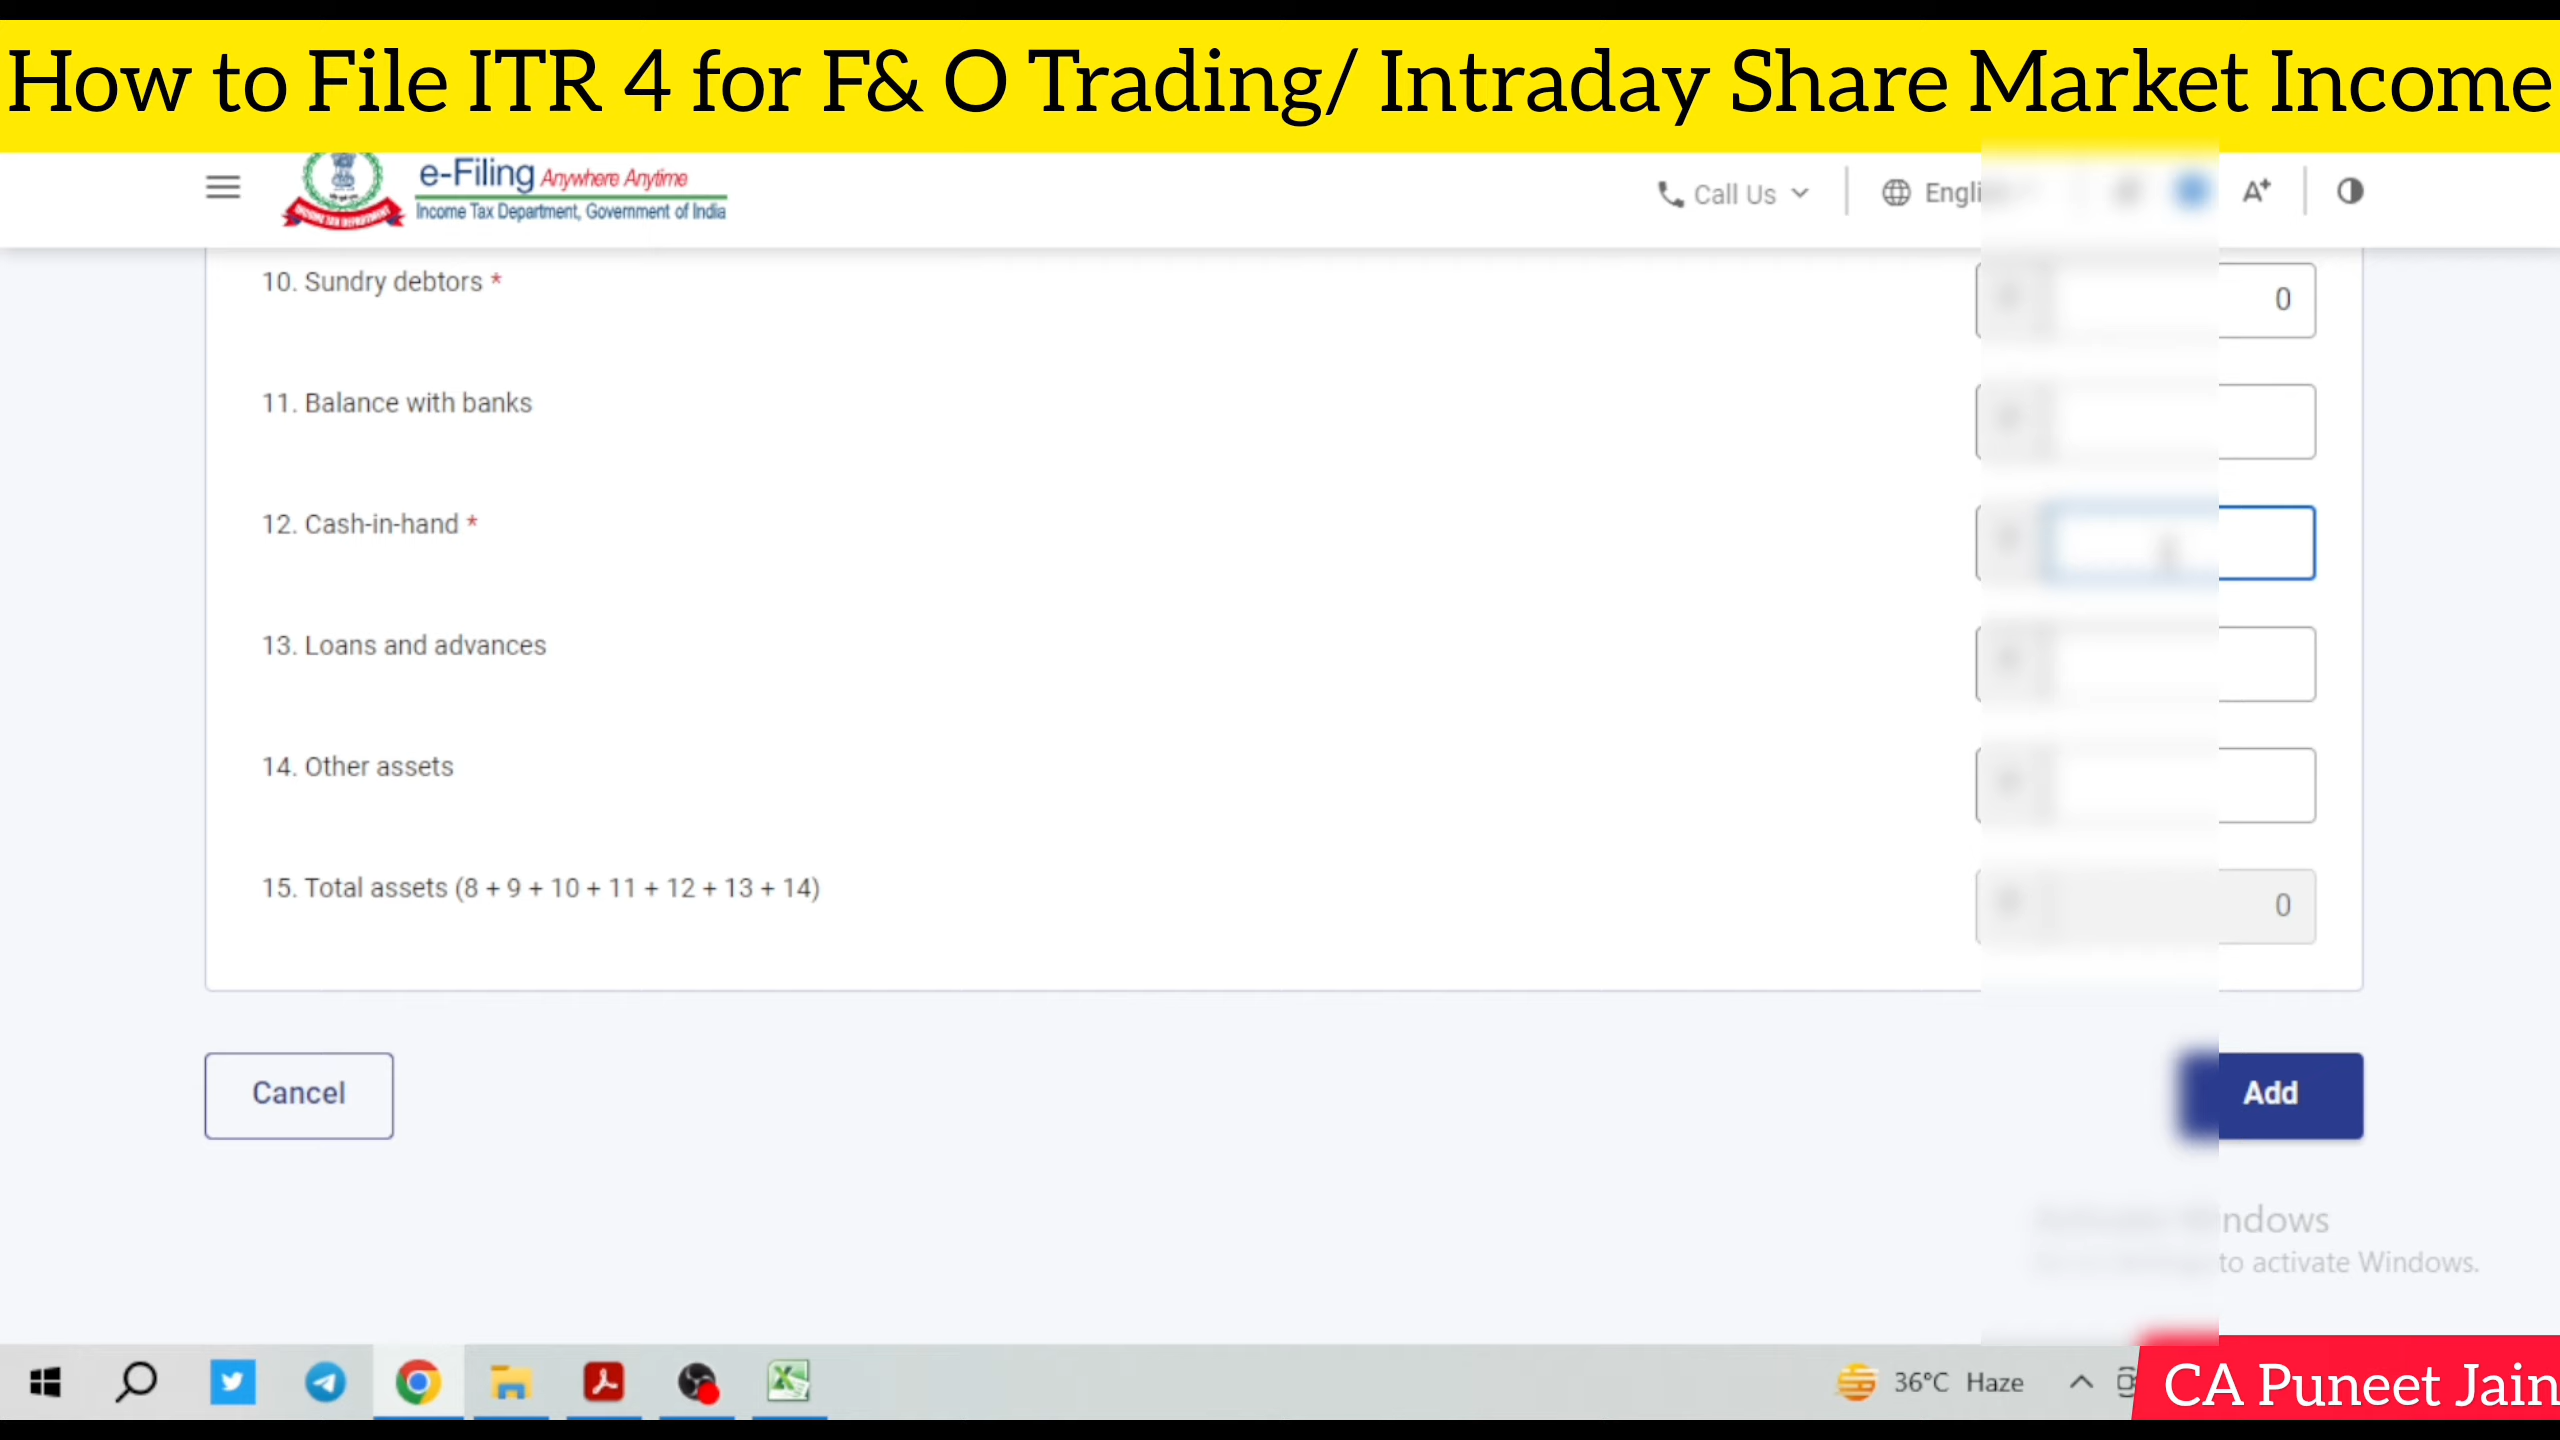 How to File ITR 4 for F& O Trading/ Intraday Share Market Income
e-Filing Anywhere Anytime
Income Tax Department, Government of India
Call Us
A+
10. Sundry debtors *
0
11. Balance with banks
12. Cash-in-hand *
13. Loans and advances
14. Other assets
15. Total assets (8 + 9 + 10 + 11 + 12 + 13 + 14)
0
Cancel
Add
to activate Windows.
36°C Haze
CA Puneet Jain